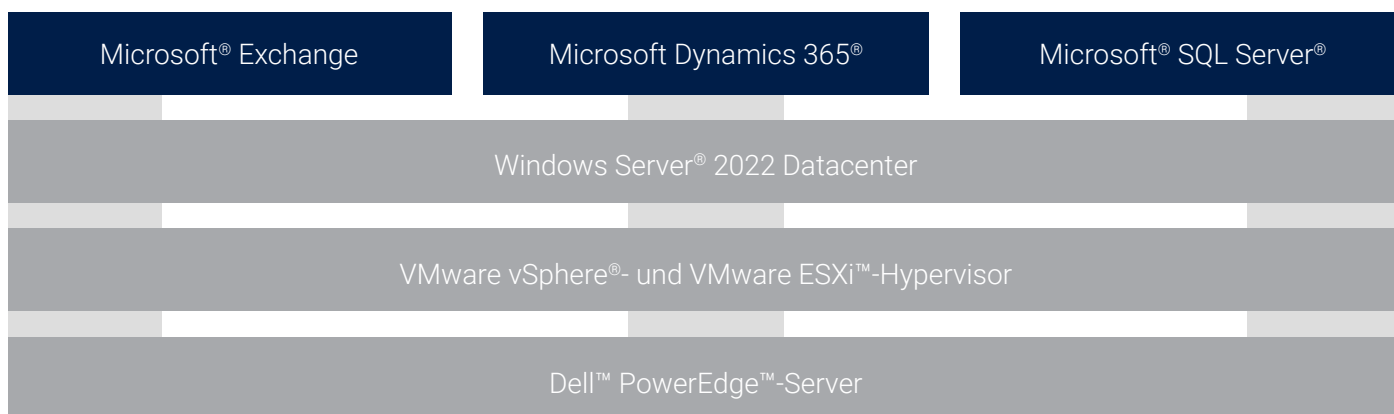 Microsoft® Exchange
Microsoft Dynamics 365®
Microsoft® SQL Server®
Windows Server® 2022 Datacenter
VMware vSphere®- und VMware ESXi™-Hypervisor
Dell™ PowerEdge™-Server